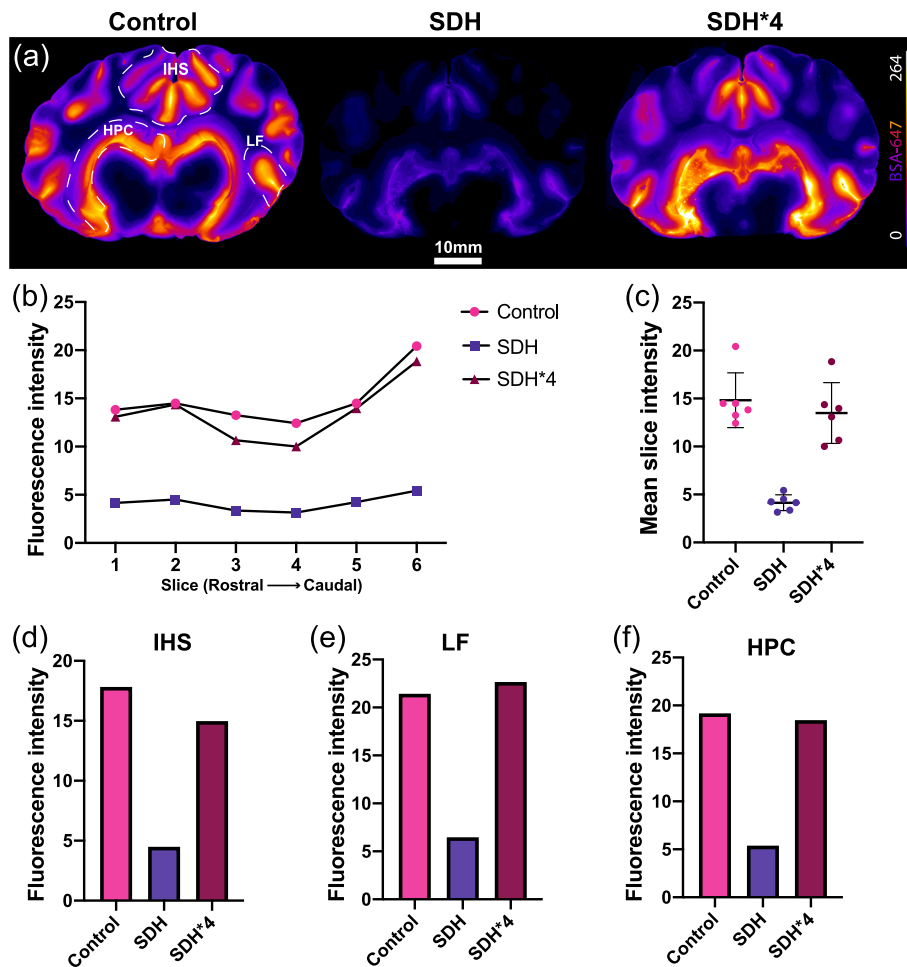 Control SDH SDH*4
(a)
IHS
HPC
LF
10mm
0 BSA-647 264
(b)
Fluorescence intensity
25
20
15
10
5
0
1 2 3 4 5 6
Slice (Rostral ⟶ Caudal)
Control
SDH
SDH*4
(c)
Mean slice intensity
25
20
15
10
5
0
Control SDH SDH*4
(d) IHS
Fluorescence intensity
20
15
10
5
0
Control SDH SDH*4
(e) LF
Fluorescence intensity
25
20
15
10
5
0
Control SDH SDH*4
(f) HPC
Fluorescence intensity
25
20
15
10
5
0
Control SDH SDH*4